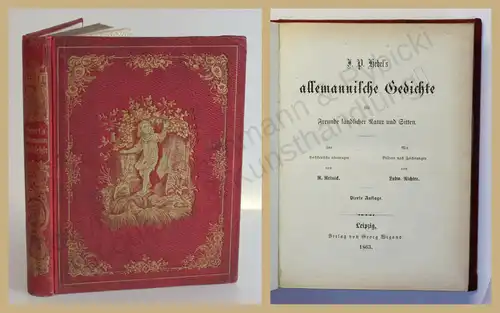 J. P. Hebel's
allemannische Gedichte
für
Freunde ländlicher Natur und Sitten.
Ins
Hochdeutsche übertragen
von
R. Reinick.
Mit
Bildern nach Zeichnungen
von
Ludw. Richter.
Vierte Auflage.
Leipzig,
Verlag von Georg Wigand.
1863.